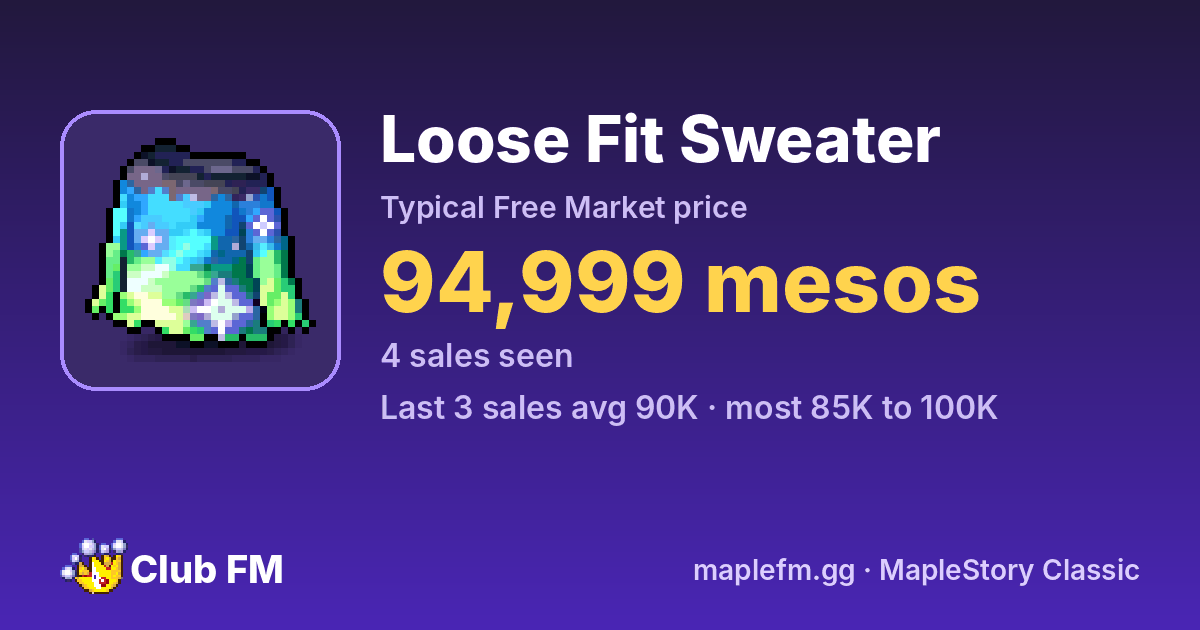 Loose Fit Sweater
Typical Free Market price
94,999 mesos
4 sales seen
Last 3 sales avg 90K · most 85K to 100K
Club FM
maplefm.gg · MapleStory Classic